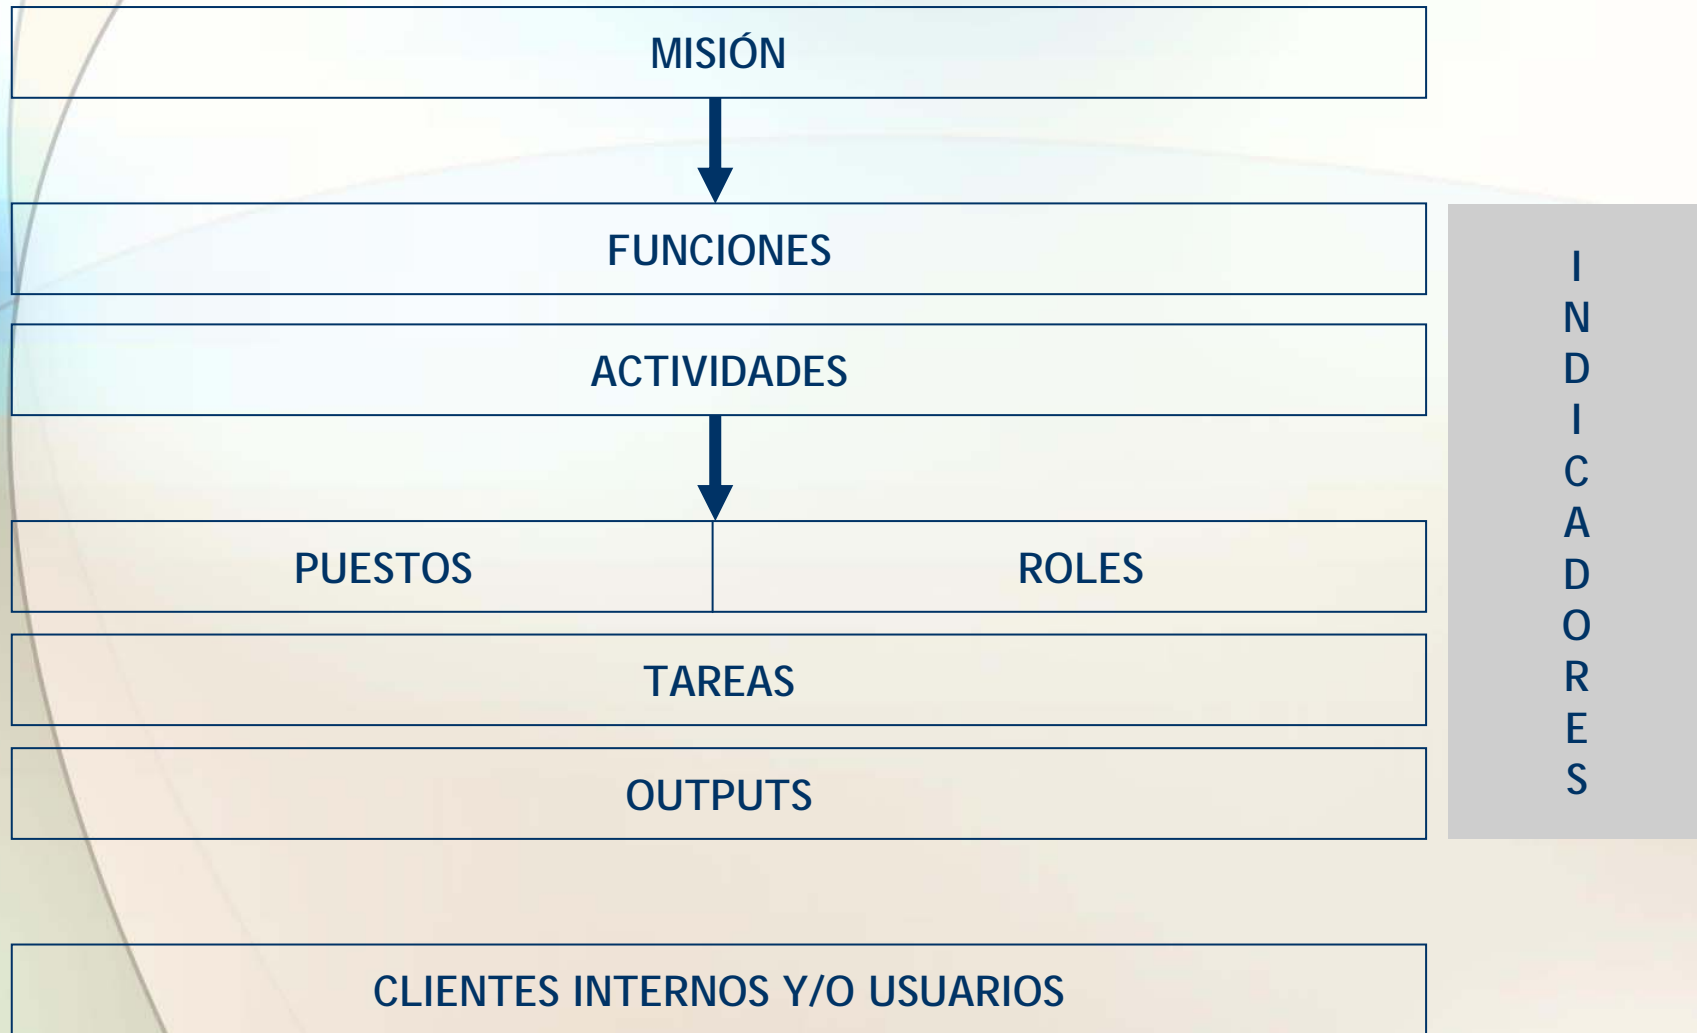 MISIÓN
FUNCIONES
ACTIVIDADES
PUESTOS
ROLES
TAREAS
OUTPUTS
CLIENTES INTERNOS Y/O USUARIOS
I
N
D
I
C
A
D
O
R
E
S